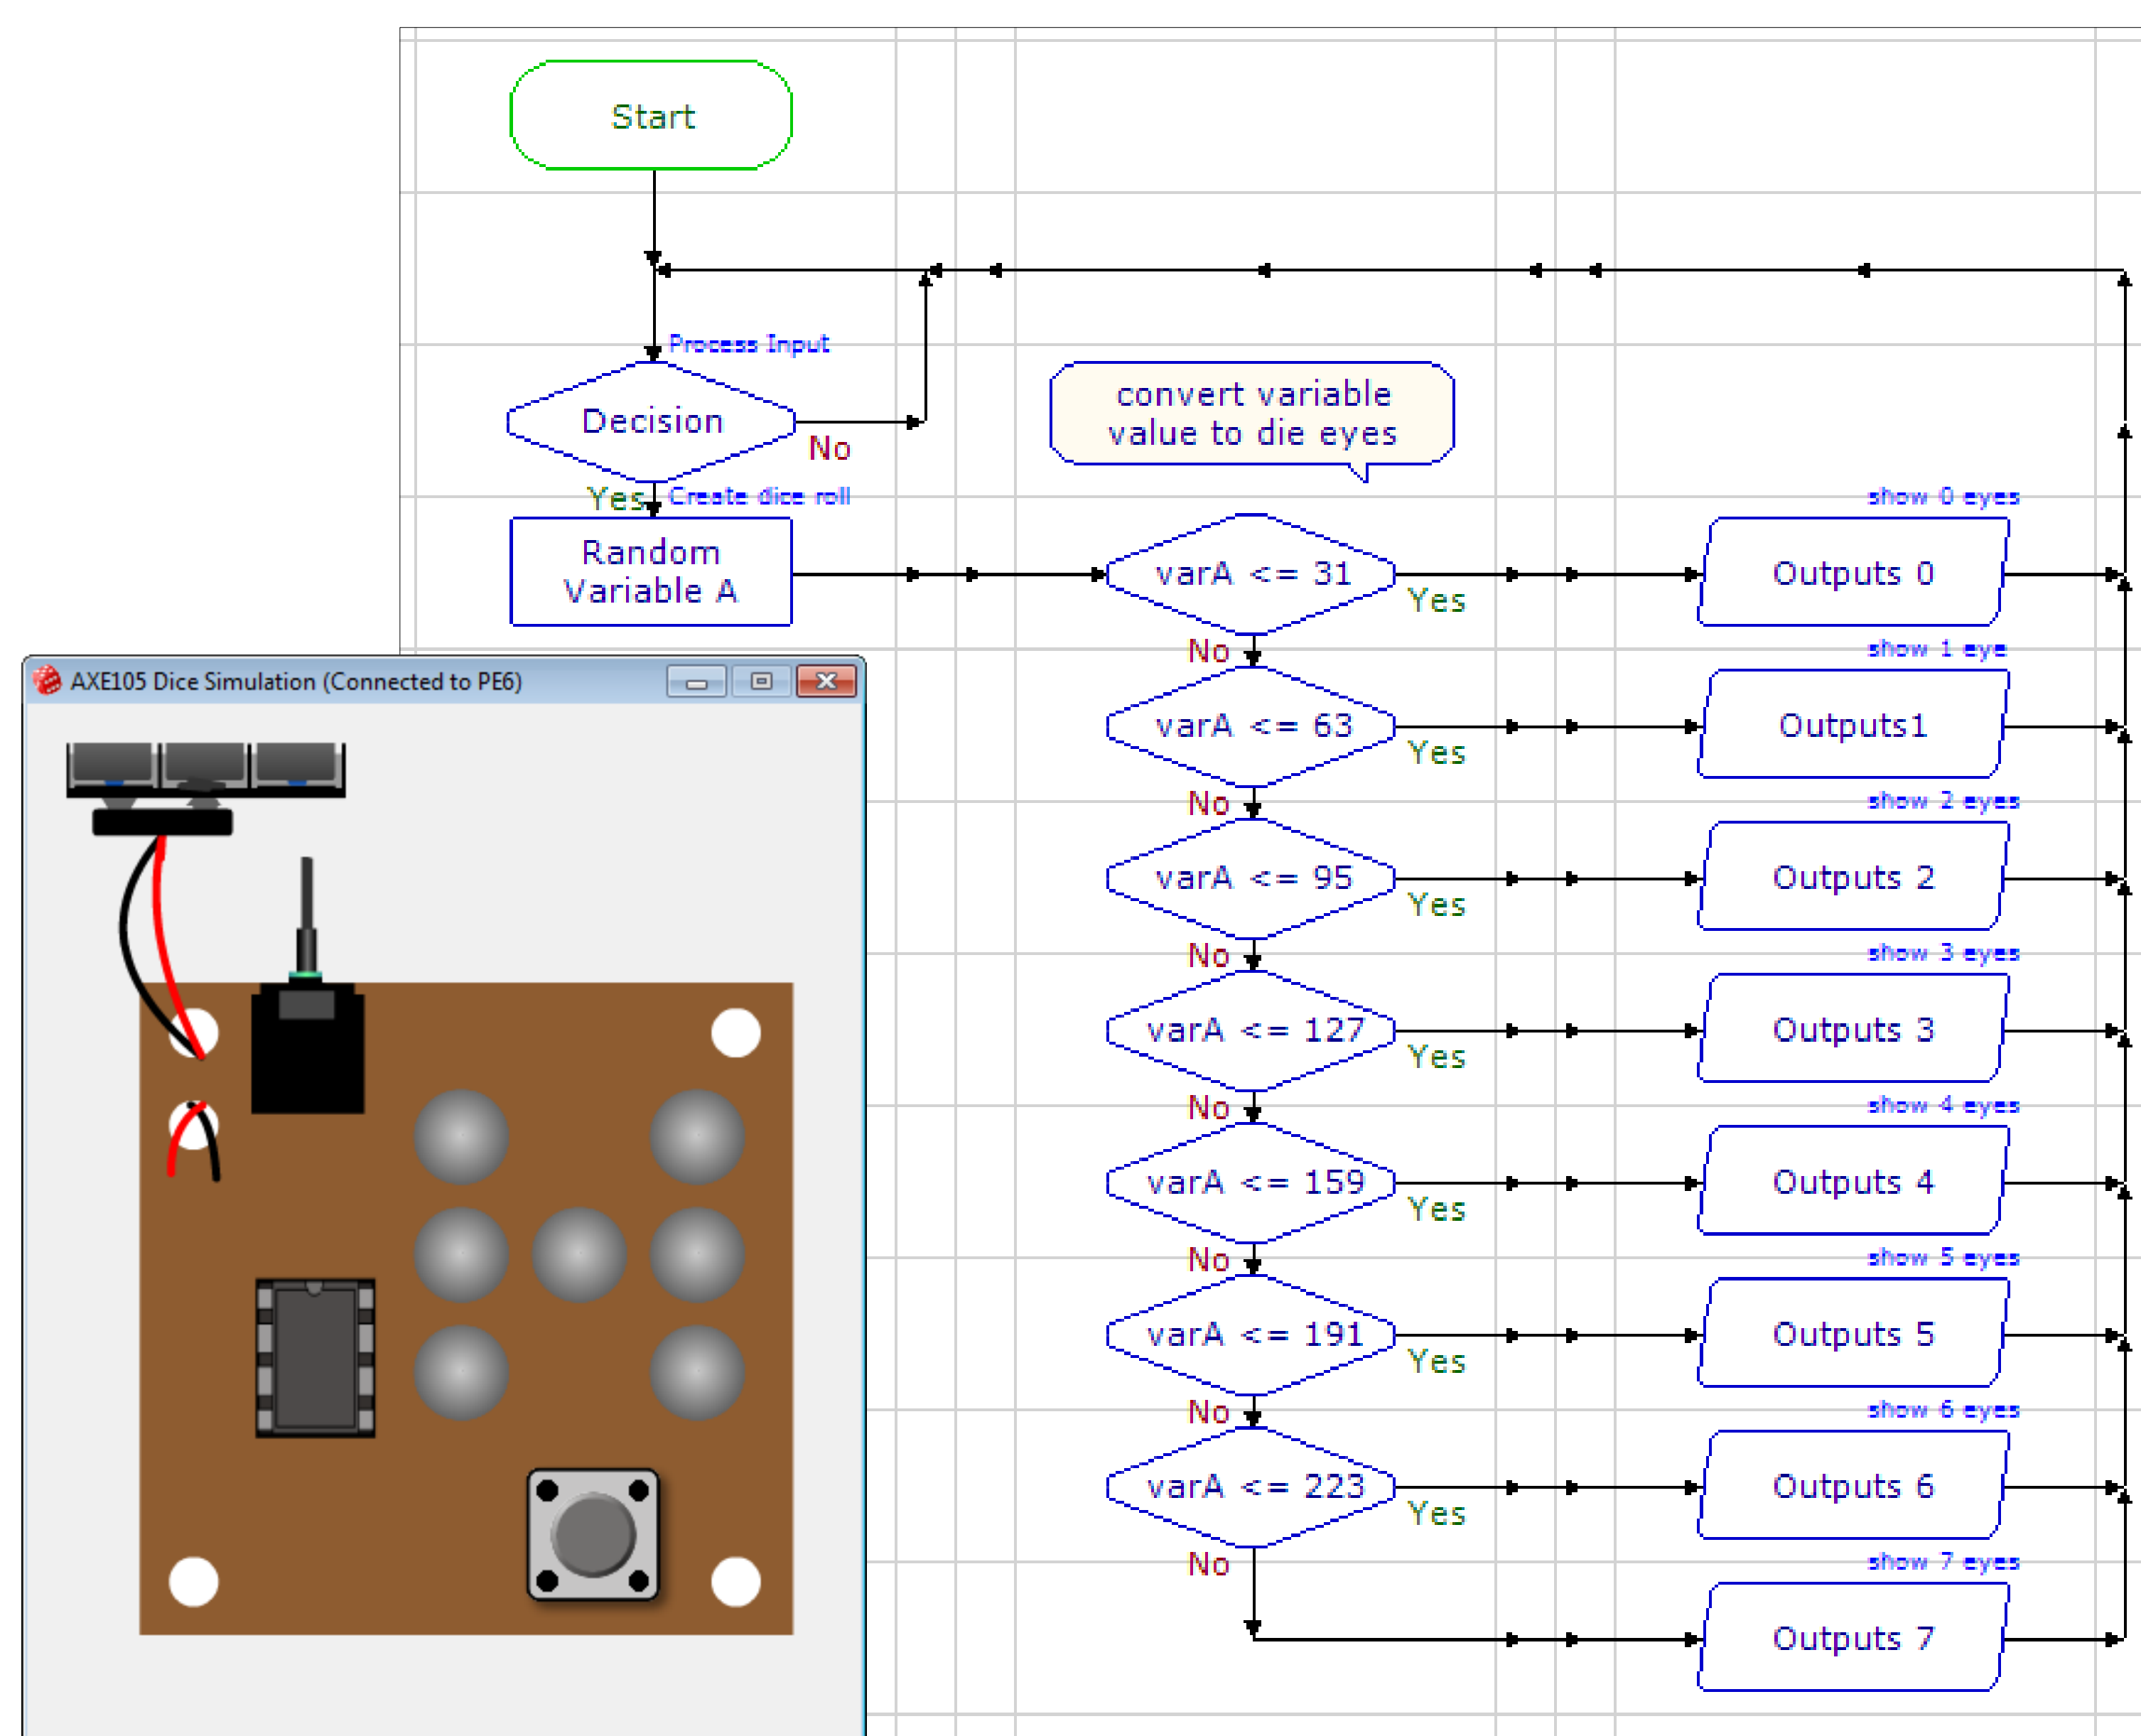 Start
Process Input
Decision
No
convert variable
value to die eyes
Yes
Create dice roll
show 0 eyes
Random
Variable A
varA <= 31
Yes
Outputs 0
No
show 1 eye
AXE105 Dice Simulation (Connected to PE6)
varA <= 63
Yes
Outputs1
No
show 2 eyes
varA <= 95
Yes
Outputs 2
No
show 3 eyes
varA <= 127
Yes
Outputs 3
No
show 4 eyes
varA <= 159
Yes
Outputs 4
No
show 5 eyes
varA <= 191
Yes
Outputs 5
No
show 6 eyes
varA <= 223
Yes
Outputs 6
No
show 7 eyes
Outputs 7